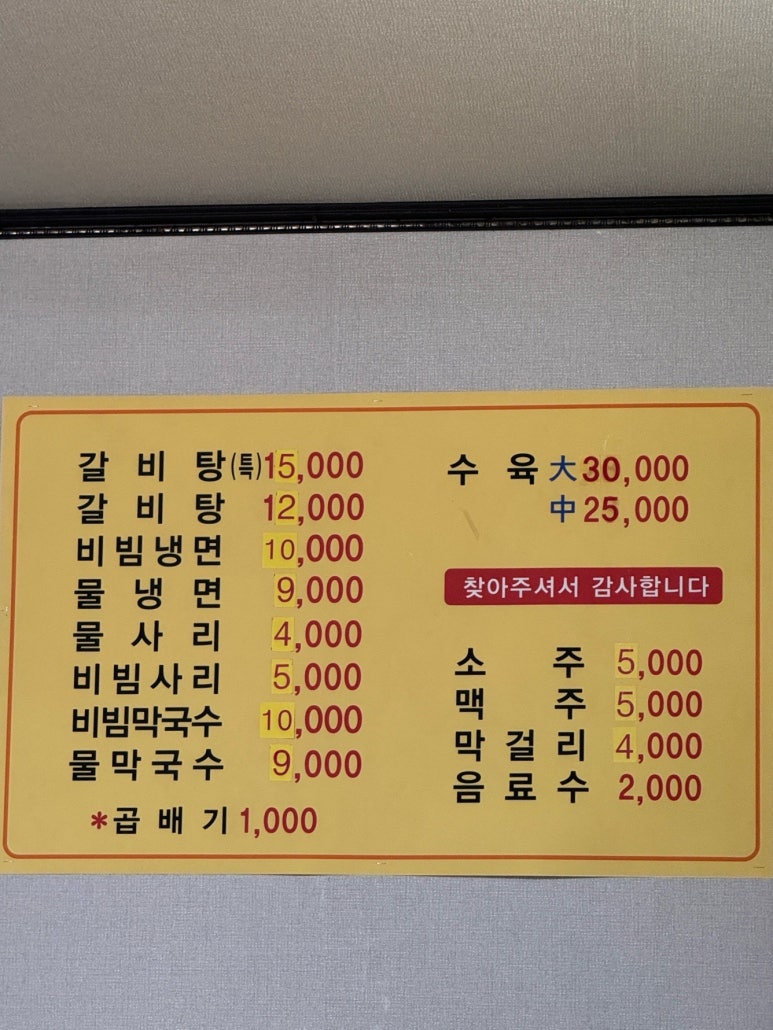 갈비탕(특) 15,000
갈비탕 12,000
비빔냉면 10,000
물냉면 9,000
물사리 4,000
비빔사리 5,000
비빔막국수 10,000
물막국수 9,000
*곱배기 1,000
수육 大 30,000
中 25,000
찾아주셔서 감사합니다
소주 5,000
맥주 5,000
막걸리 4,000
음료수 2,000